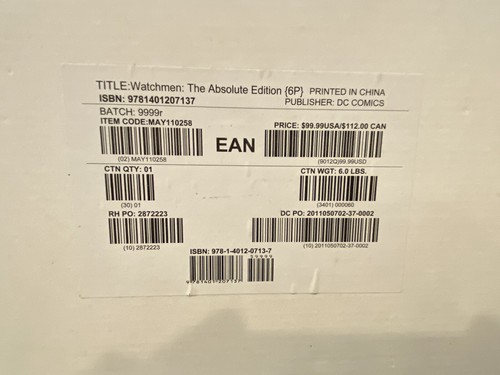 TITLE:Watchmen: The Absolute Edition {6P} PRINTED IN CHINA
ISBN: 9781401207137 PUBLISHER: DC COMICS
BATCH: 9999r
ITEM CODE:MAY110258 PRICE: $99.99USA/$112.00 CAN
EAN
(02) MAY110258 (9012Q)99.99USD
CTN QTY: 01 CTN WGT: 6.0 LBS.
(30) 01 (3401) 000060
RH PO: 2872223 DC PO: 2011050702-37-0002
(10) 2872223 (10) 2011050702-37-0002
ISBN: 978-1-4012-0713-7
99999
9781401207137